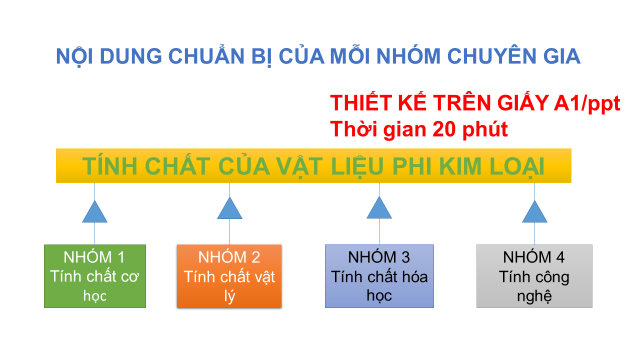 NỘI DUNG CHUẨN BỊ CỦA MỖI NHÓM CHUYÊN GIA
THIẾT KẾ TRÊN GIẤY A1/ppt
Thời gian 20 phút
TÍNH CHẤT CỦA VẬT LIỆU PHI KIM LOẠI
NHÓM 1
Tính chất cơ
học
NHÓM 2
Tính chất vật
lý
NHÓM 3
Tính chất hóa
học
NHÓM 4
Tính công
nghệ